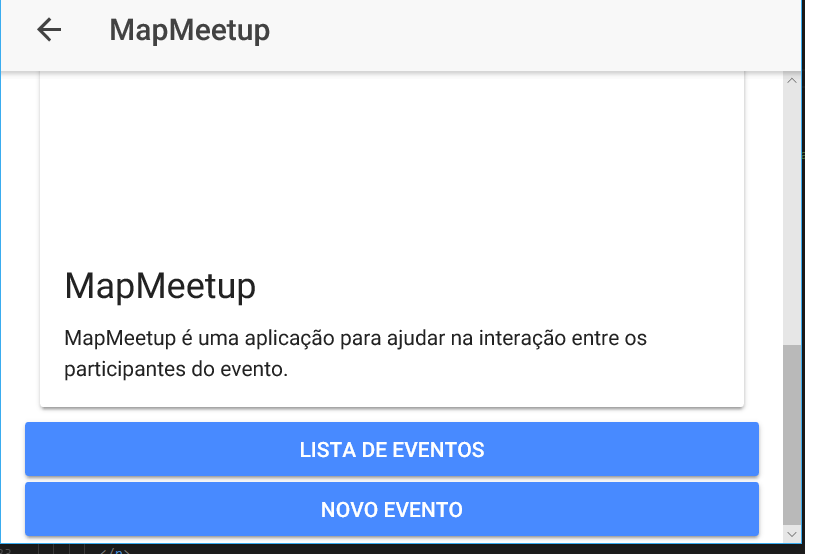 MapMeetup
MapMeetup
MapMeetup é uma aplicação para ajudar na interação entre os
participantes do evento.
LISTA DE EVENTOS
NOVO EVENTO